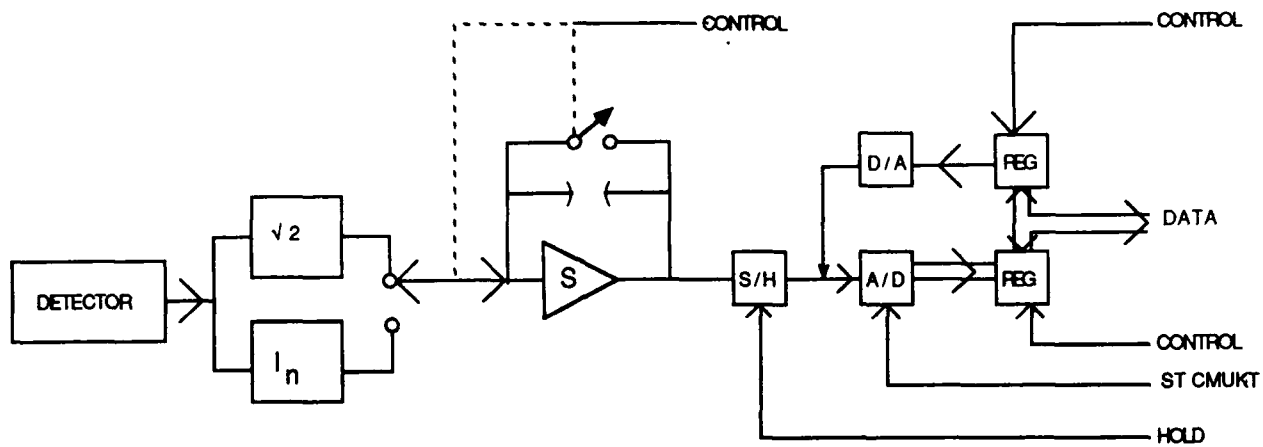 CONTROL
CONTROL
D/A
REG
√2
DATA
DETECTOR
S
S/H
A/D
REG
In
CONTROL
ST CMUKT
HOLD